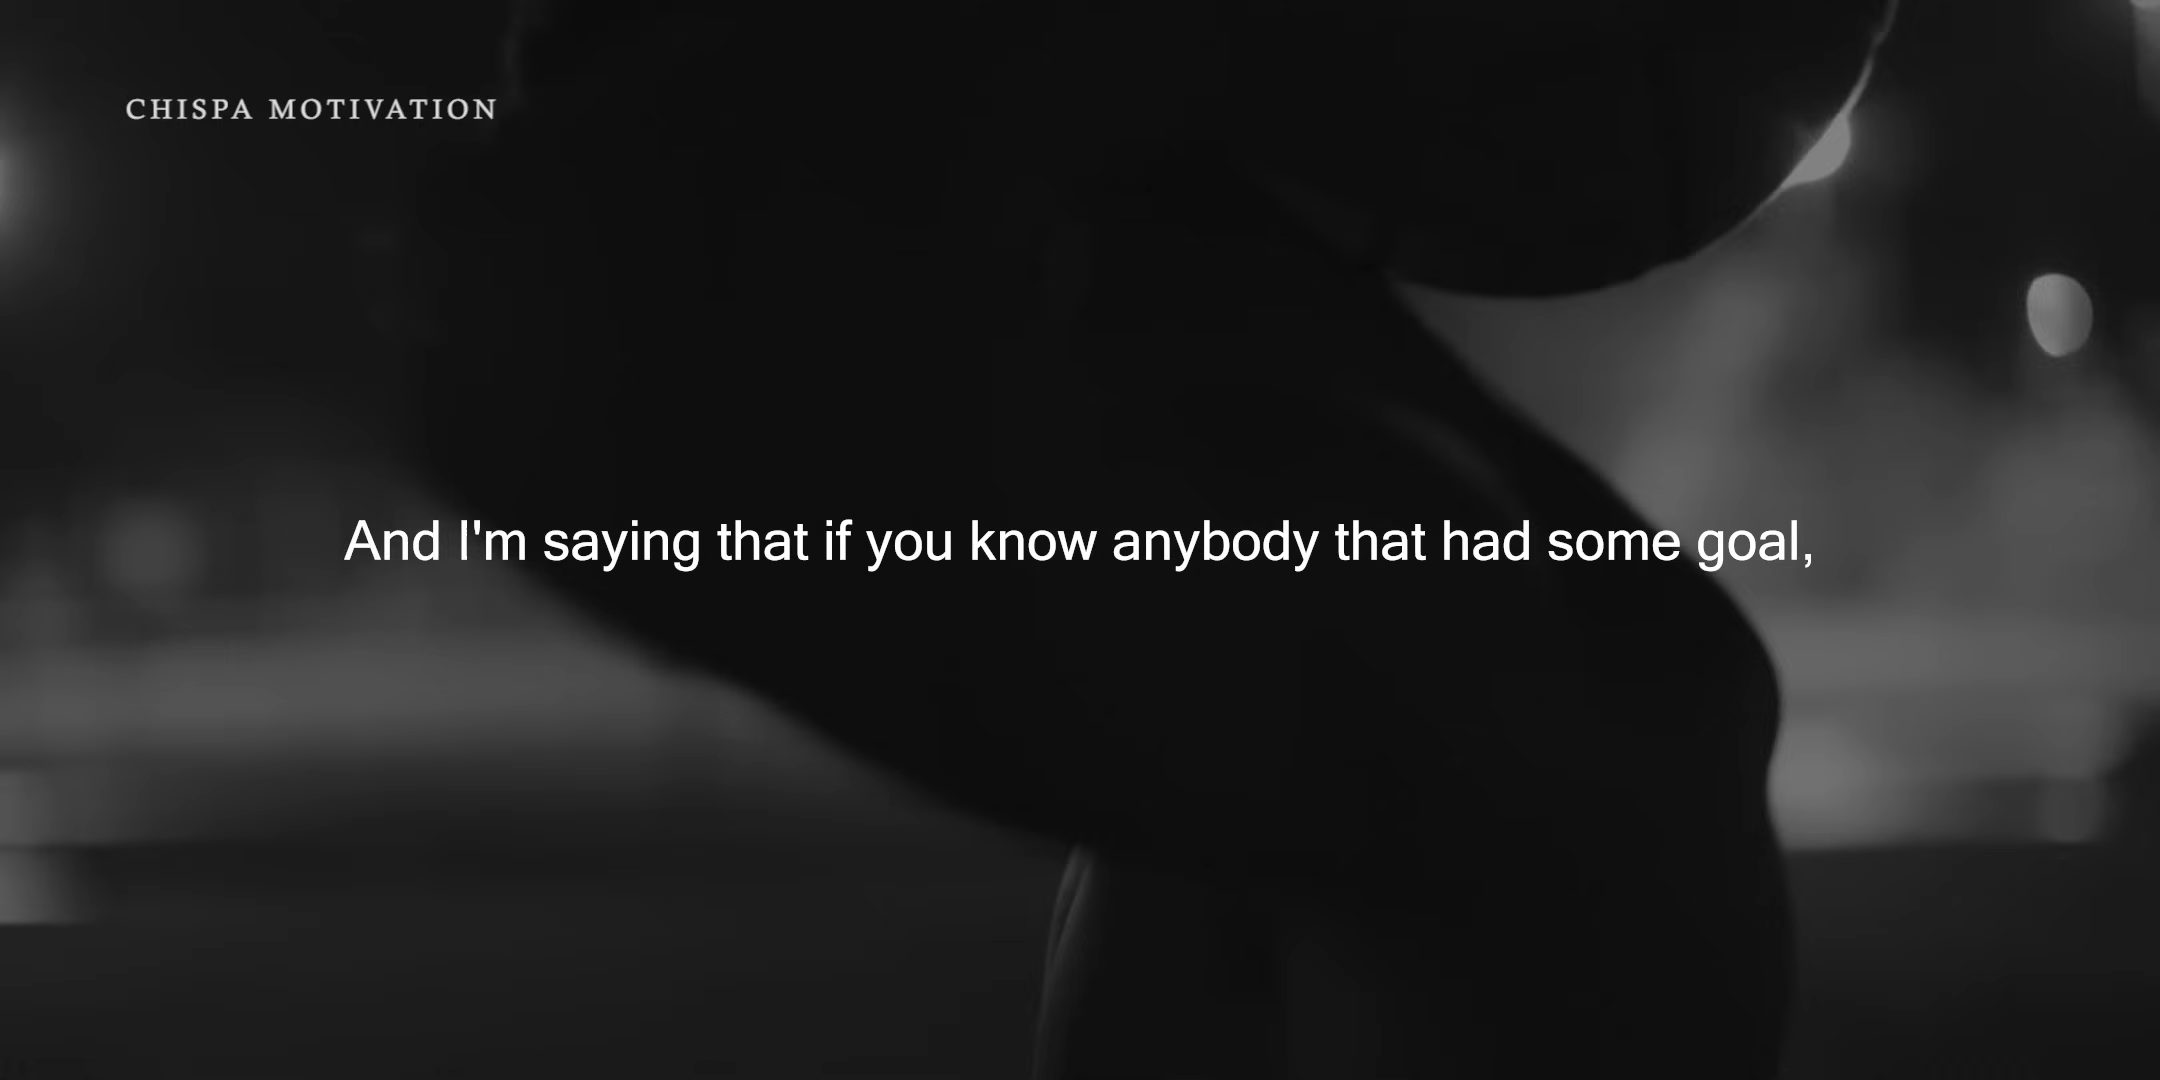 CHISPA MOTIVATION
And I'm saying that if you know anybody that had some goal,